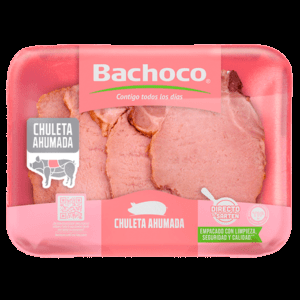 Bachoco®
Contigo todos los días
CHULETA
AHUMADA
CHULETA AHUMADA
DIRECTO
SARTÉN
EMPACADO CON LIMPIEZA,
SEGURIDAD Y CALIDAD.